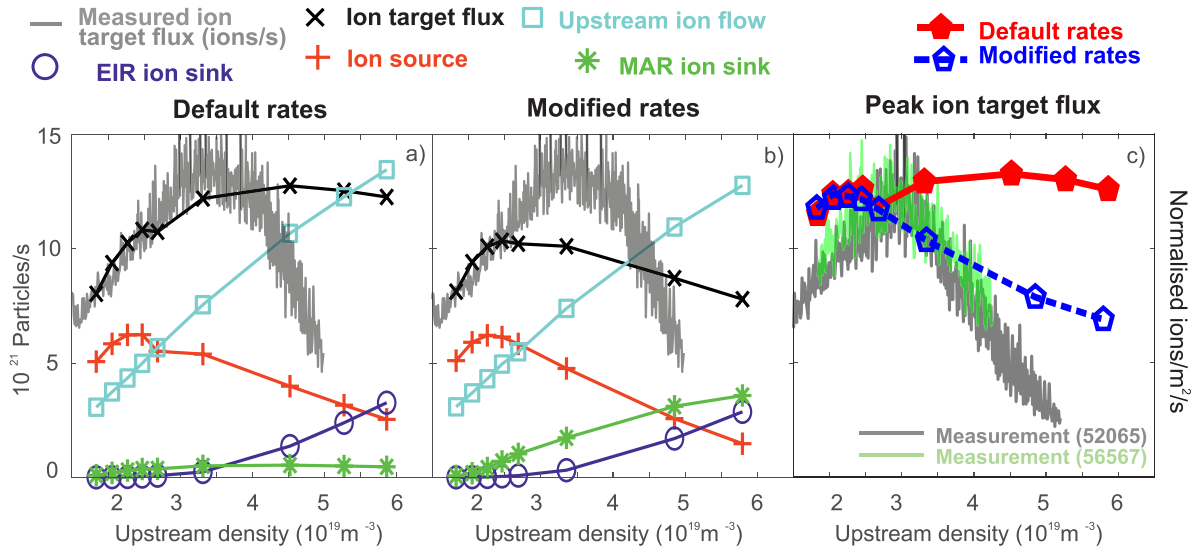 Measured ion
target flux (ions/s)
Ion target flux
Upstream ion flow
Default rates
EIR ion sink
Ion source
MAR ion sink
Modified rates
Default rates
Modified rates
Peak ion target flux
15
10
5
0
10 21 Particles/s
a)
b)
c)
Normalised ions/m2/s
Measurement (52065)
Measurement (56567)
2 3 4 5 6
2 3 4 5 6
2 3 4 5 6
Upstream density (1019m -3)
Upstream density (1019m -3)
Upstream density (1019m -3)